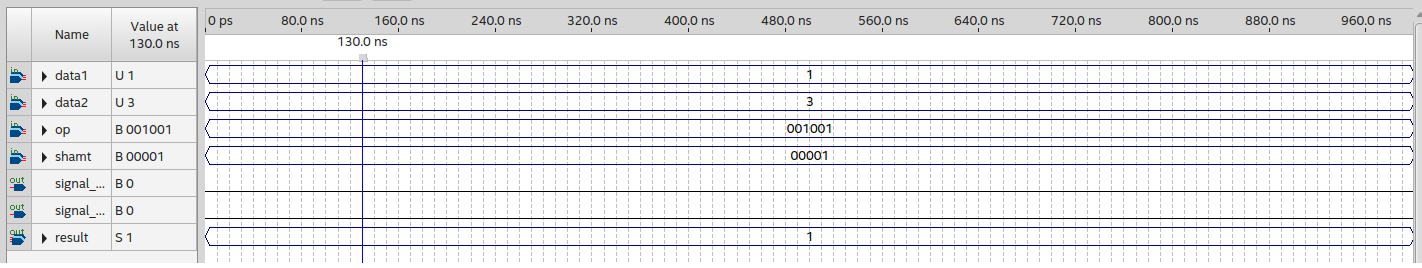 Name Value at 130.0 ns 0 ps 80.0 ns 160.0 ns 240.0 ns 320.0 ns 400.0 ns 480.0 ns 560.0 ns 640.0 ns 720.0 ns 800.0 ns 880.0 ns 960.0 ns
130.0 ns
in data1 U 1 1
in data2 U 3 3
in op B 001001 001001
in shamt B 00001 00001
out signal_... B 0
out signal_... B 0
out result S 1 1